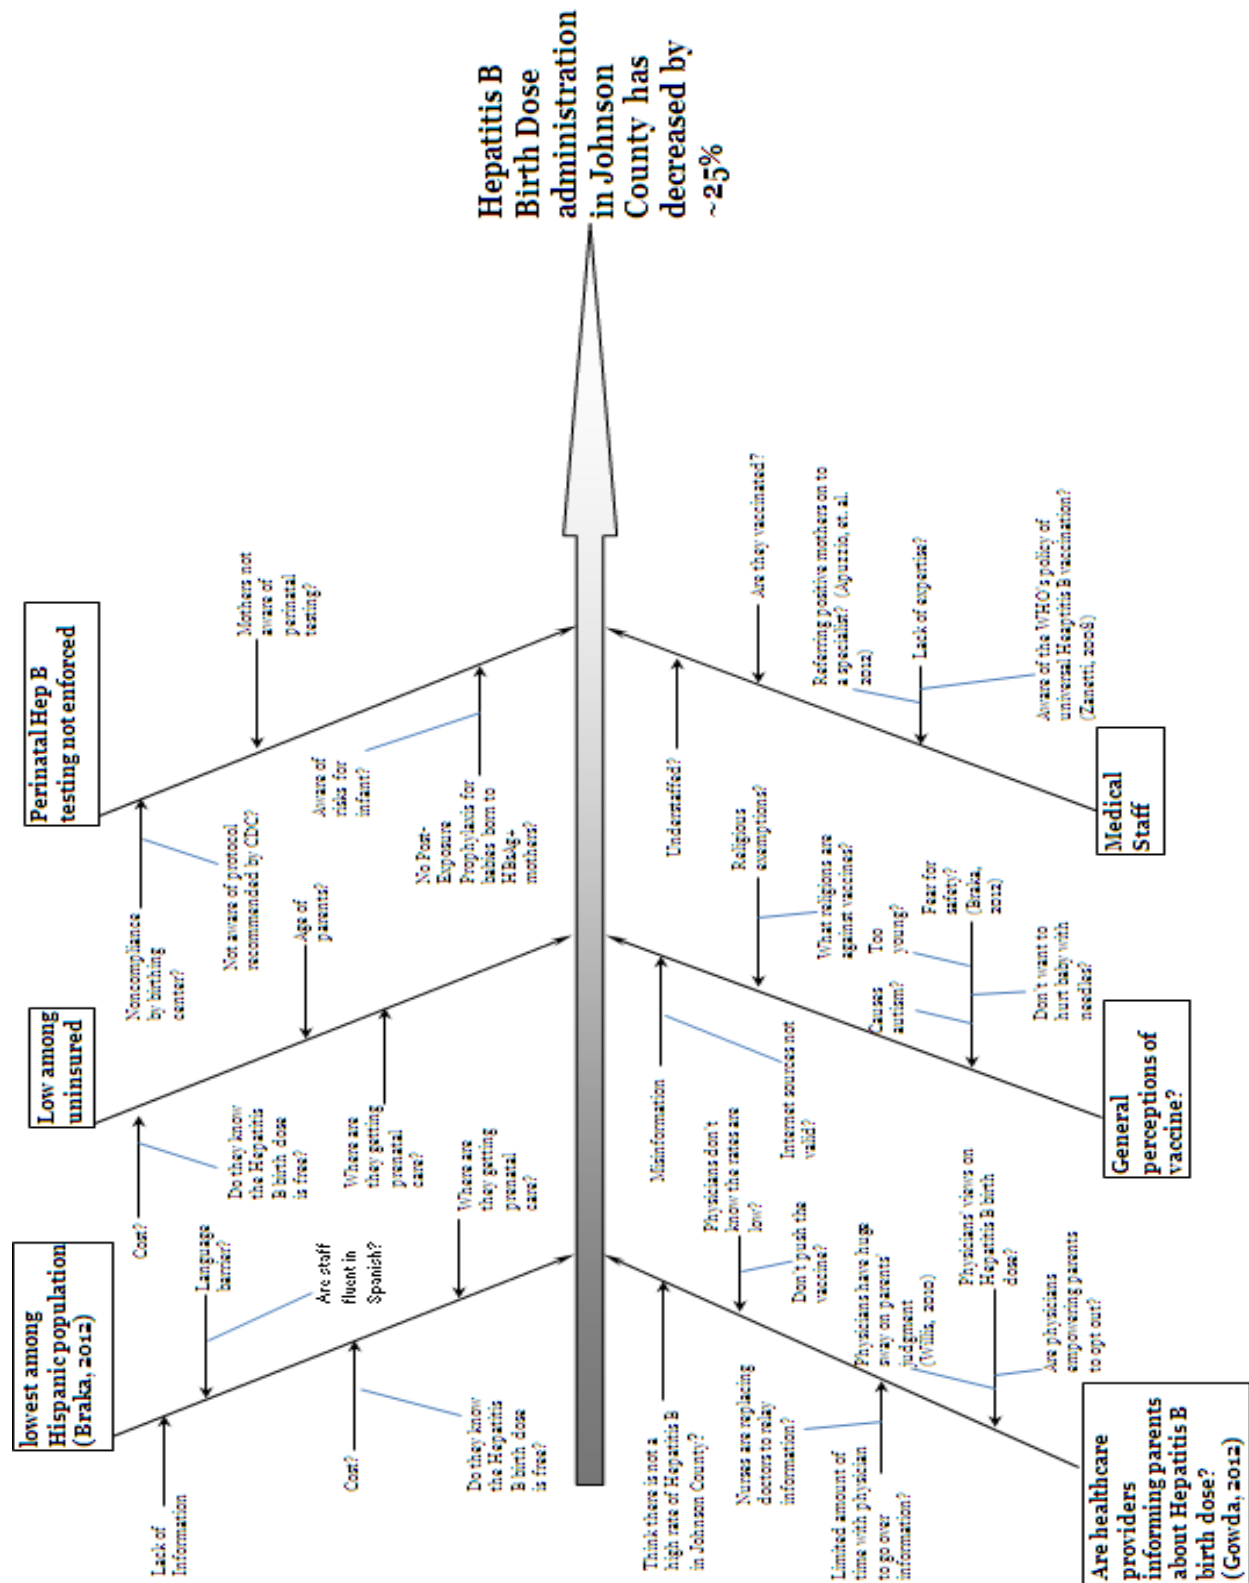 lowest among
Hispanic population
(Braka, 2012)
Lack of
Information
Language
barrier?
Are staff
fluent in
Spanish?
Cost?
Do they know
the Hepatitis
B birth dose
is free?
Where are
they getting
prenatal
care?
Low among
uninsured
Cost?
Do they know
the Hepatitis
B birth dose
is free?
Age of
parents?
Where are
they getting
prenatal
care?
Perinatal Hep B
testing not enforced
Noncompliance
by birthing
center?
Not aware of protocol
recommended by CDC?
Mothers not
aware of
perinatal
testing?
Aware of
risks for
infant?
No Post-
Exposure
Prophylaxis for
babies born to
HBsAg+
mothers?
Hepatitis B
Birth Dose
administration
in Johnson
County has
decreased by
~25%
Think there is not a
high rate of Hepatitis B
in Johnson County?
Physicians don't
know the rates are
low?
Don't push the
vaccine?
Nurses are replacing
doctors to relay
information?
Limited amount of
time with physician
to go over
information?
Physicians have huge
sway on parents'
judgment
(Willis, 2010)
Physicians' views on
Hepatitis B birth
dose?
Are physicians
empowering parents
to opt out?
Are healthcare
providers
informing parents
about Hepatitis B
birth dose?
(Gowda, 2012)
Misinformation
Internet sources not
valid?
Religious
exemptions?
What religions are
against vaccines?
Causes
autism?
Too
young?
Fear for
safety?
(Braka,
2012)
Don't want to
hurt baby with
needles?
General
perceptions of
vaccine?
Understaffed?
Are they vaccinated?
Referring positive mothers on to
a specialist? (Apuzzio, et. al.
2012)
Lack of expertise?
Aware of the WHO's policy of
universal Heaptitis B vaccination?
(Zanetti, 2008)
Medical
Staff